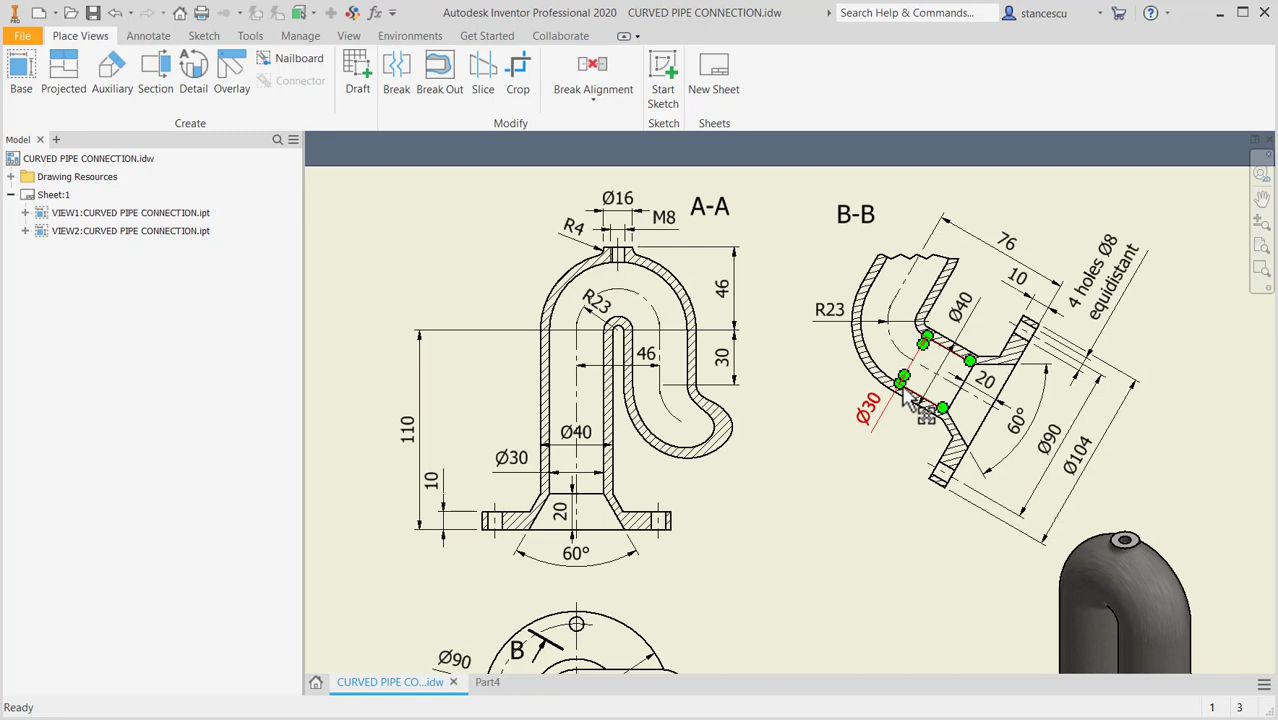 PRO
Autodesk Inventor Professional 2020 CURVED PIPE CONNECTION.idw
Search Help & Commands...
stancescu
File
Place Views
Annotate
Sketch
Tools
Manage
View
Environments
Get Started
Collaborate
Base
Projected
Auxiliary
Section
Detail
Overlay
Nailboard
Connector
Draft
Break
Break Out
Slice
Crop
Break Alignment
Start
Sketch
New Sheet
Create
Modify
Sketch
Sheets
Model
CURVED PIPE CONNECTION.idw
Drawing Resources
Sheet:1
VIEW1:CURVED PIPE CONNECTION.ipt
VIEW2:CURVED PIPE CONNECTION.ipt
Ø16
A-A
R4
M8
46
R23
46
30
110
Ø40
Ø30
10
20
60°
B-B
76
10
4 holes Ø8
equidistant
R23
Ø40
20
Ø30
60°
Ø90
Ø104
B
Ø90
CURVED PIPE CO...idw
Part4
Ready
1
3